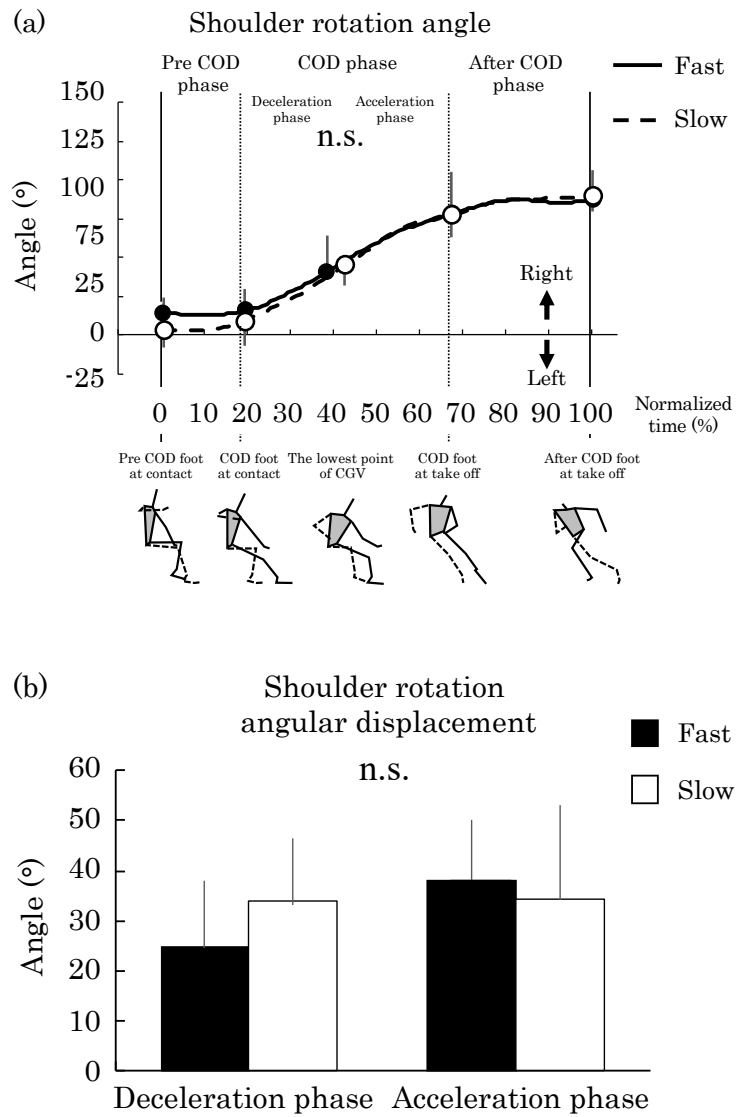 (a)
Shoulder rotation angle
Pre COD
phase
COD phase
After COD
phase
Deceleration
phase
Acceleration
phase
n.s.
Fast
Slow
Angle (°)
150
125
100
75
25
0
-25
Right
Left
0 10 20 30 40 60 70 80 90 100
Normalized
time (%)
Pre COD foot
at contact
COD foot
at contact
The lowest point
of CGV
COD foot
at take off
After COD foot
at take off
(b)
Shoulder rotation
angular displacement
n.s.
Fast
Slow
Angle (°)
60
50
40
30
20
10
0
Deceleration phase
Acceleration phase